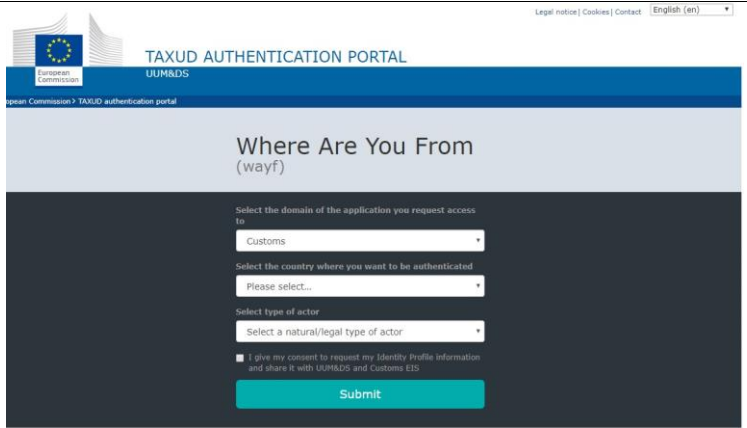 Legal notice | Cookies | Contact English (en)
European
Commission
TAXUD AUTHENTICATION PORTAL
UUM&DS
opean Commission > TAXUD authentication portal
Where Are You From
(wayf)
Select the domain of the application you request access
to
Customs
Select the country where you want to be authenticated
Please select...
Select type of actor
Select a natural/legal type of actor
I give my consent to request my Identity Profile information
and share it with UUM&DS and Customs EIS
Submit